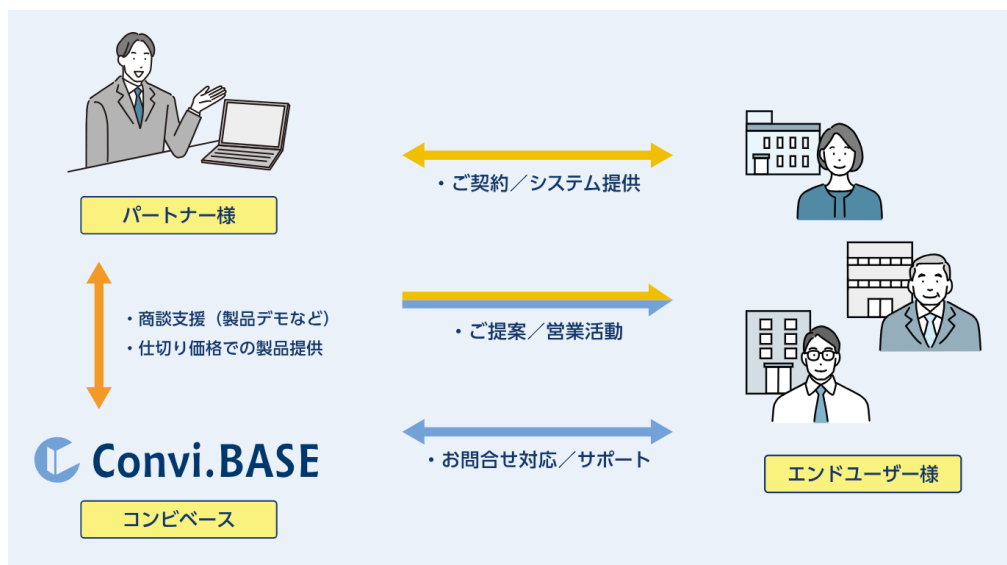 パートナー様
・ご契約／システム提供
・商談支援（製品デモなど）
・仕切り価格での製品提供
・ご提案／営業活動
Convi.BASE
コンビベース
・お問合せ対応／サポート
エンドユーザー様